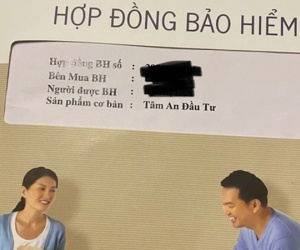 HỢP ĐỒNG BẢO HIỂM
Hợp đồng BH số :
Bên Mua BH :
Người được BH :
Sản phẩm cơ bản : Tâm An Đầu Tư